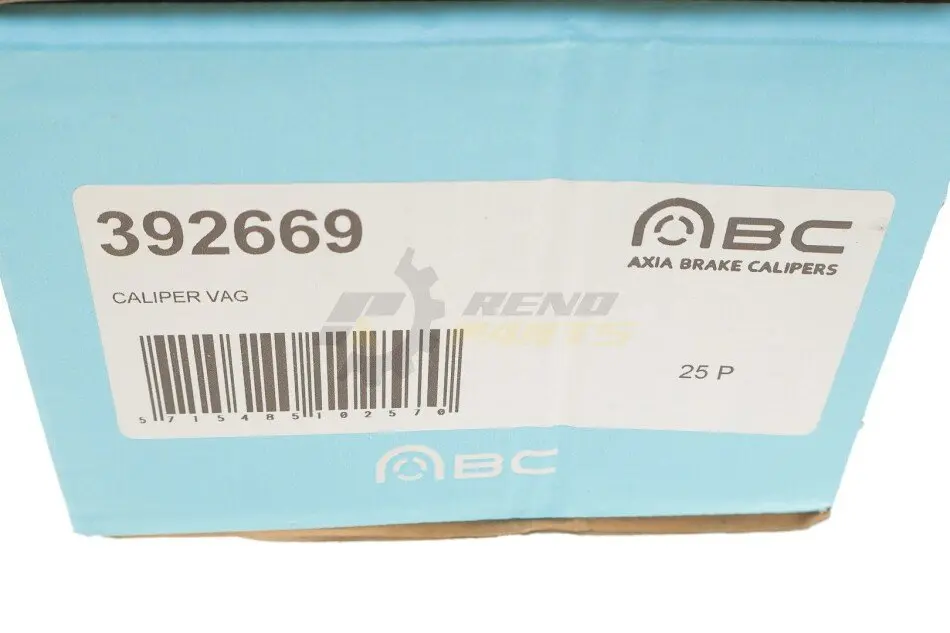 392669
ABC
AXIA BRAKE CALIPERS
CALIPER VAG
RENO
PARTS
25 P
5715485102570
ABC